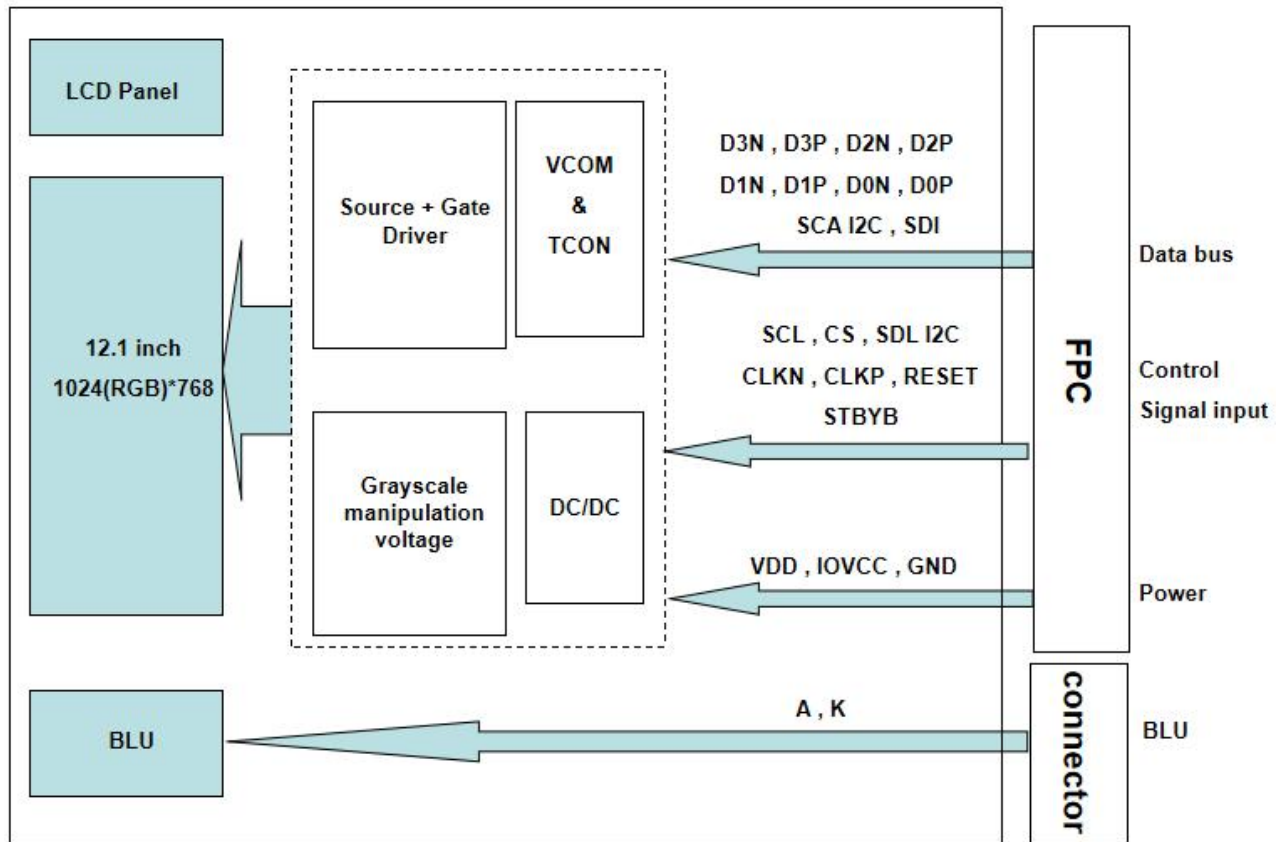 LCD Panel
12.1 inch
1024(RGB)*768
BLU
Source + Gate
Driver
VCOM
&
TCON
Grayscale
manipulation
voltage
DC/DC
D3N , D3P , D2N , D2P
D1N , D1P , D0N , D0P
SCA I2C , SDI
SCL , CS , SDL I2C
CLKN , CLKP , RESET
STBYB
VDD , IOVCC , GND
A , K
FPC
connector
Data bus
Control
Signal input
Power
BLU